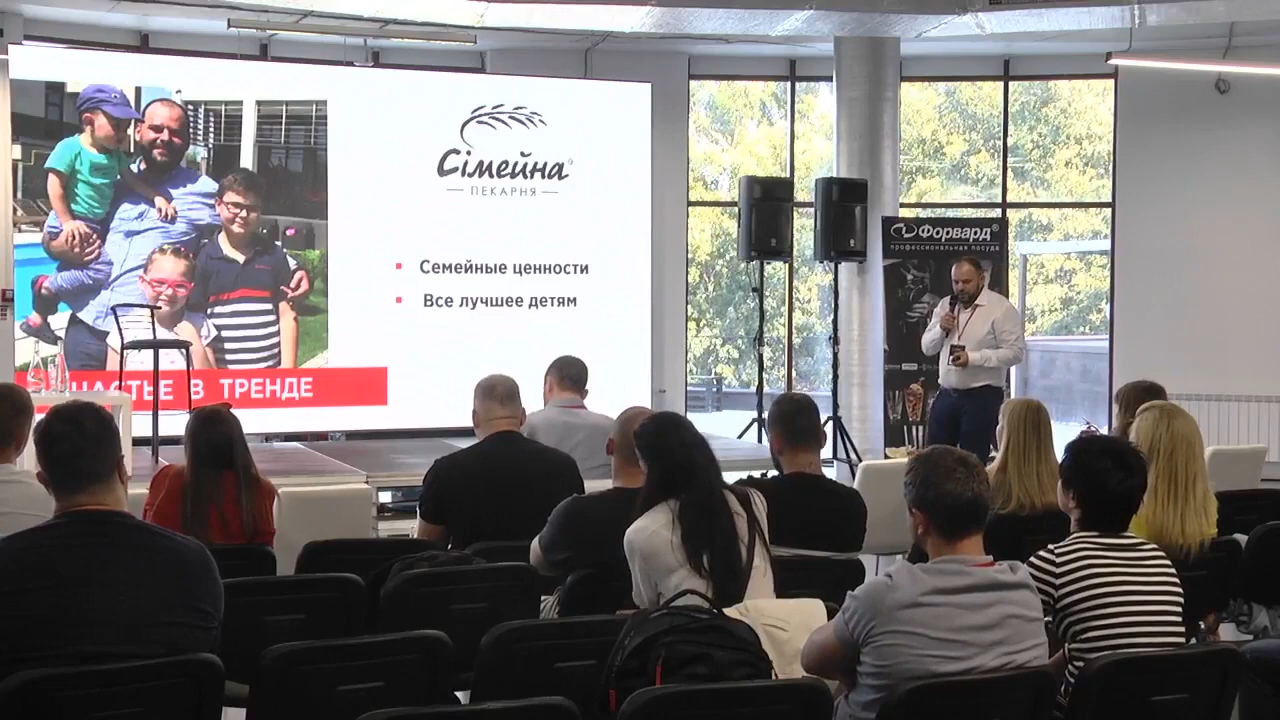 Сімейна
ПЕКАРНЯ
Семейные ценности
Все лучшее детям
СЧАСТЬЕ В ТРЕНДЕ
Форвард®
профессиональная посуда